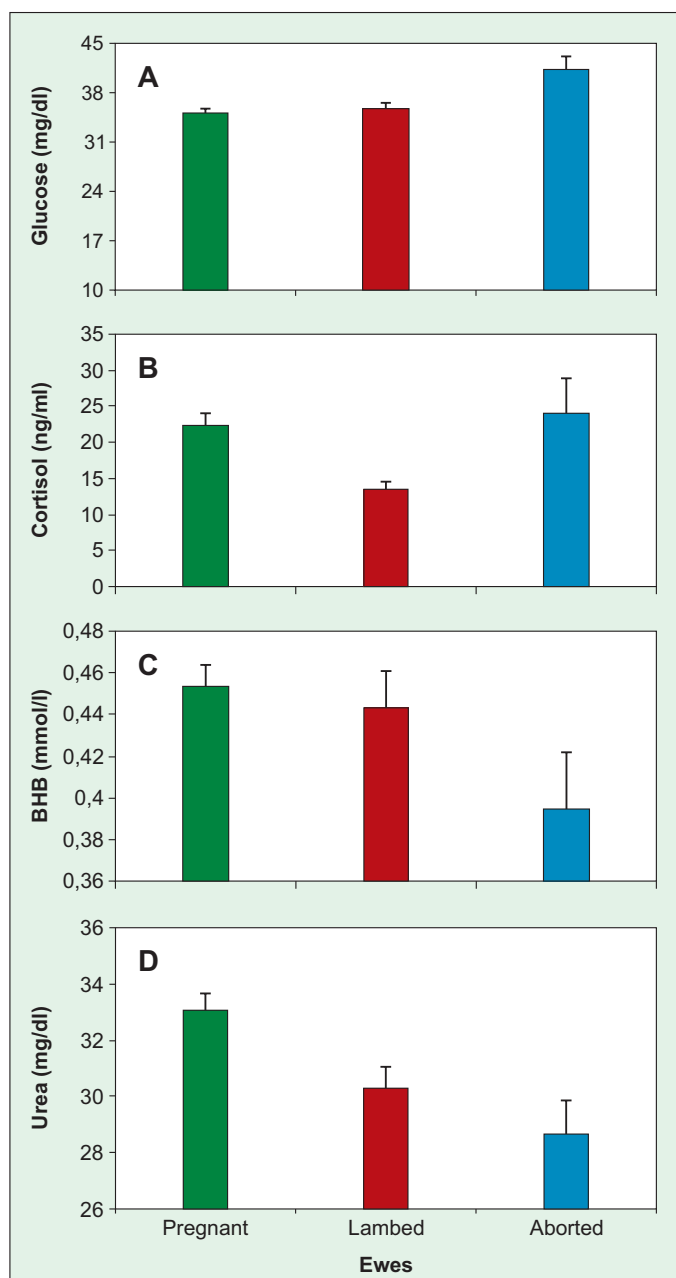 A
Glucose (mg/dl)
45
38
31
24
17
10
B
Cortisol (ng/ml)
35
30
25
20
15
10
5
0
C
BHB (mmol/l)
0,48
0,46
0,44
0,42
0,4
0,38
0,36
D
Urea (mg/dl)
36
34
32
30
28
26
Pregnant Lambed Aborted
Ewes